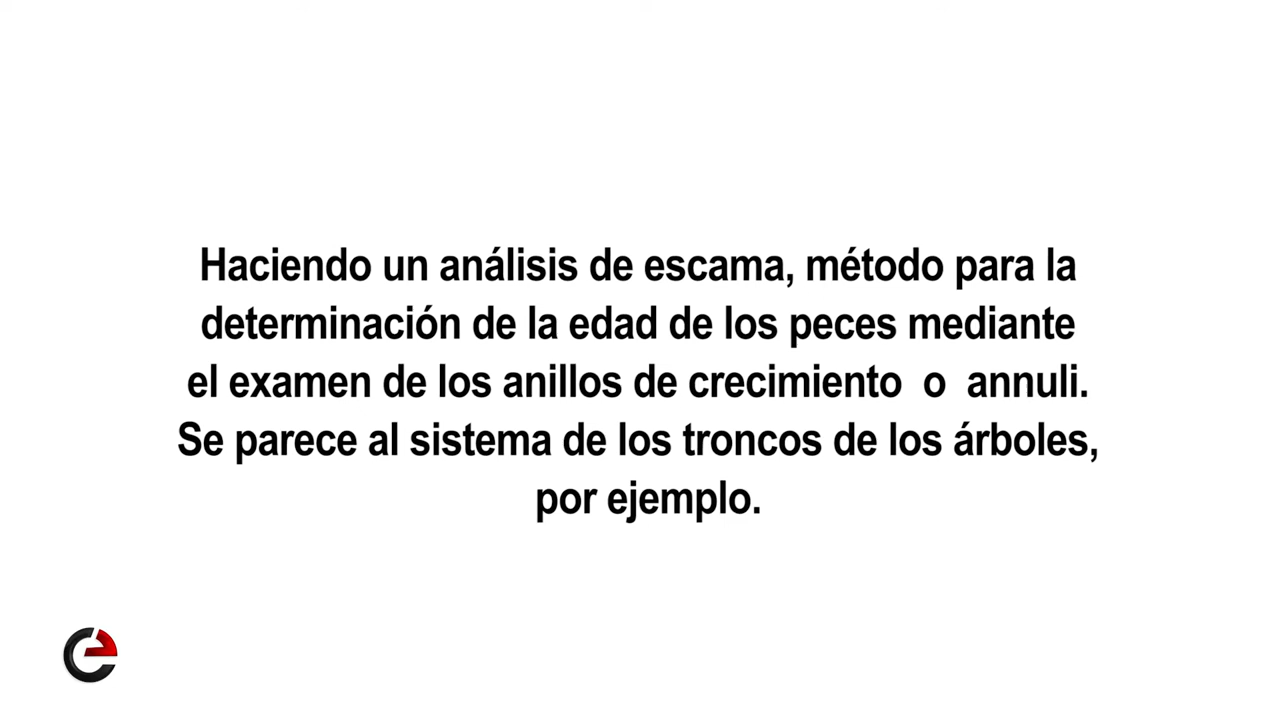 Haciendo un análisis de escama, método para la
determinación de la edad de los peces mediante
el examen de los anillos de crecimiento o annuli.
Se parece al sistema de los troncos de los árboles,
por ejemplo.